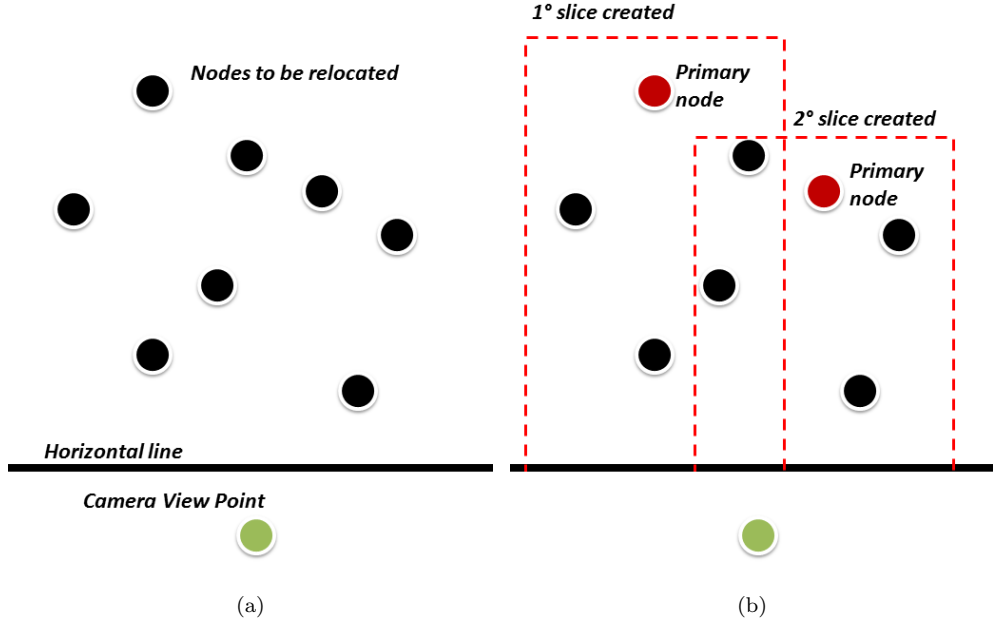 Nodes to be relocated
Horizontal line
Camera View Point
(a)
1° slice created
Primary
node
2° slice created
Primary
node
(b)